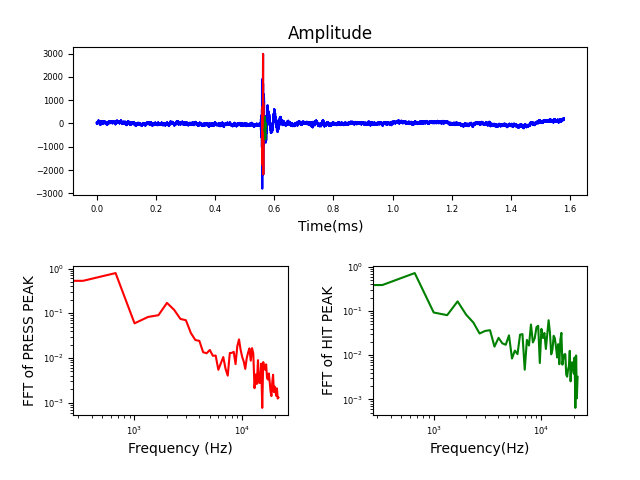 Amplitude
3000
2000
1000
0
−1000
−2000
−3000
0.0 0.2 0.4 0.6 0.8 1.0 1.2 1.4 1.6
Time(ms)
FFT of PRESS PEAK
10⁰
10⁻¹
10⁻²
10⁻³
10³ 10⁴
Frequency (Hz)
FFT of HIT PEAK
10⁰
10⁻¹
10⁻²
10⁻³
10³ 10⁴
Frequency(Hz)